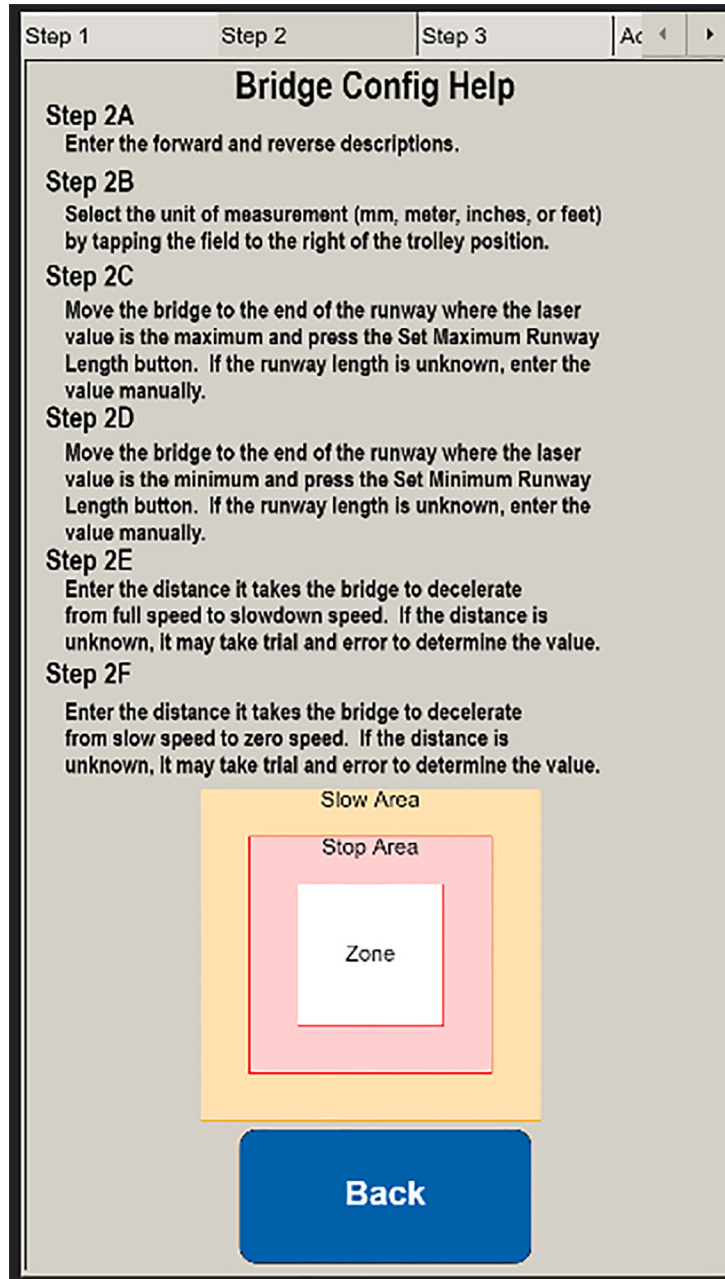 Step 1
Step 2
Step 3
Bridge Config Help
Step 2A
Enter the forward and reverse descriptions.
Step 2B
Select the unit of measurement (mm, meter, inches, or feet)
by tapping the field to the right of the trolley position.
Step 2C
Move the bridge to the end of the runway where the laser
value is the maximum and press the Set Maximum Runway
Length button.  If the runway length is unknown, enter the
value manually.
Step 2D
Move the bridge to the end of the runway where the laser
value is the minimum and press the Set Minimum Runway
Length button.  If the runway length is unknown, enter the
value manually.
Step 2E
Enter the distance it takes the bridge to decelerate
from full speed to slowdown speed.  If the distance is
unknown, it may take trial and error to determine the value.
Step 2F
Enter the distance it takes the bridge to decelerate
from slow speed to zero speed.  If the distance is
unknown, it may take trial and error to determine the value.
Slow Area
Stop Area
Zone
Back